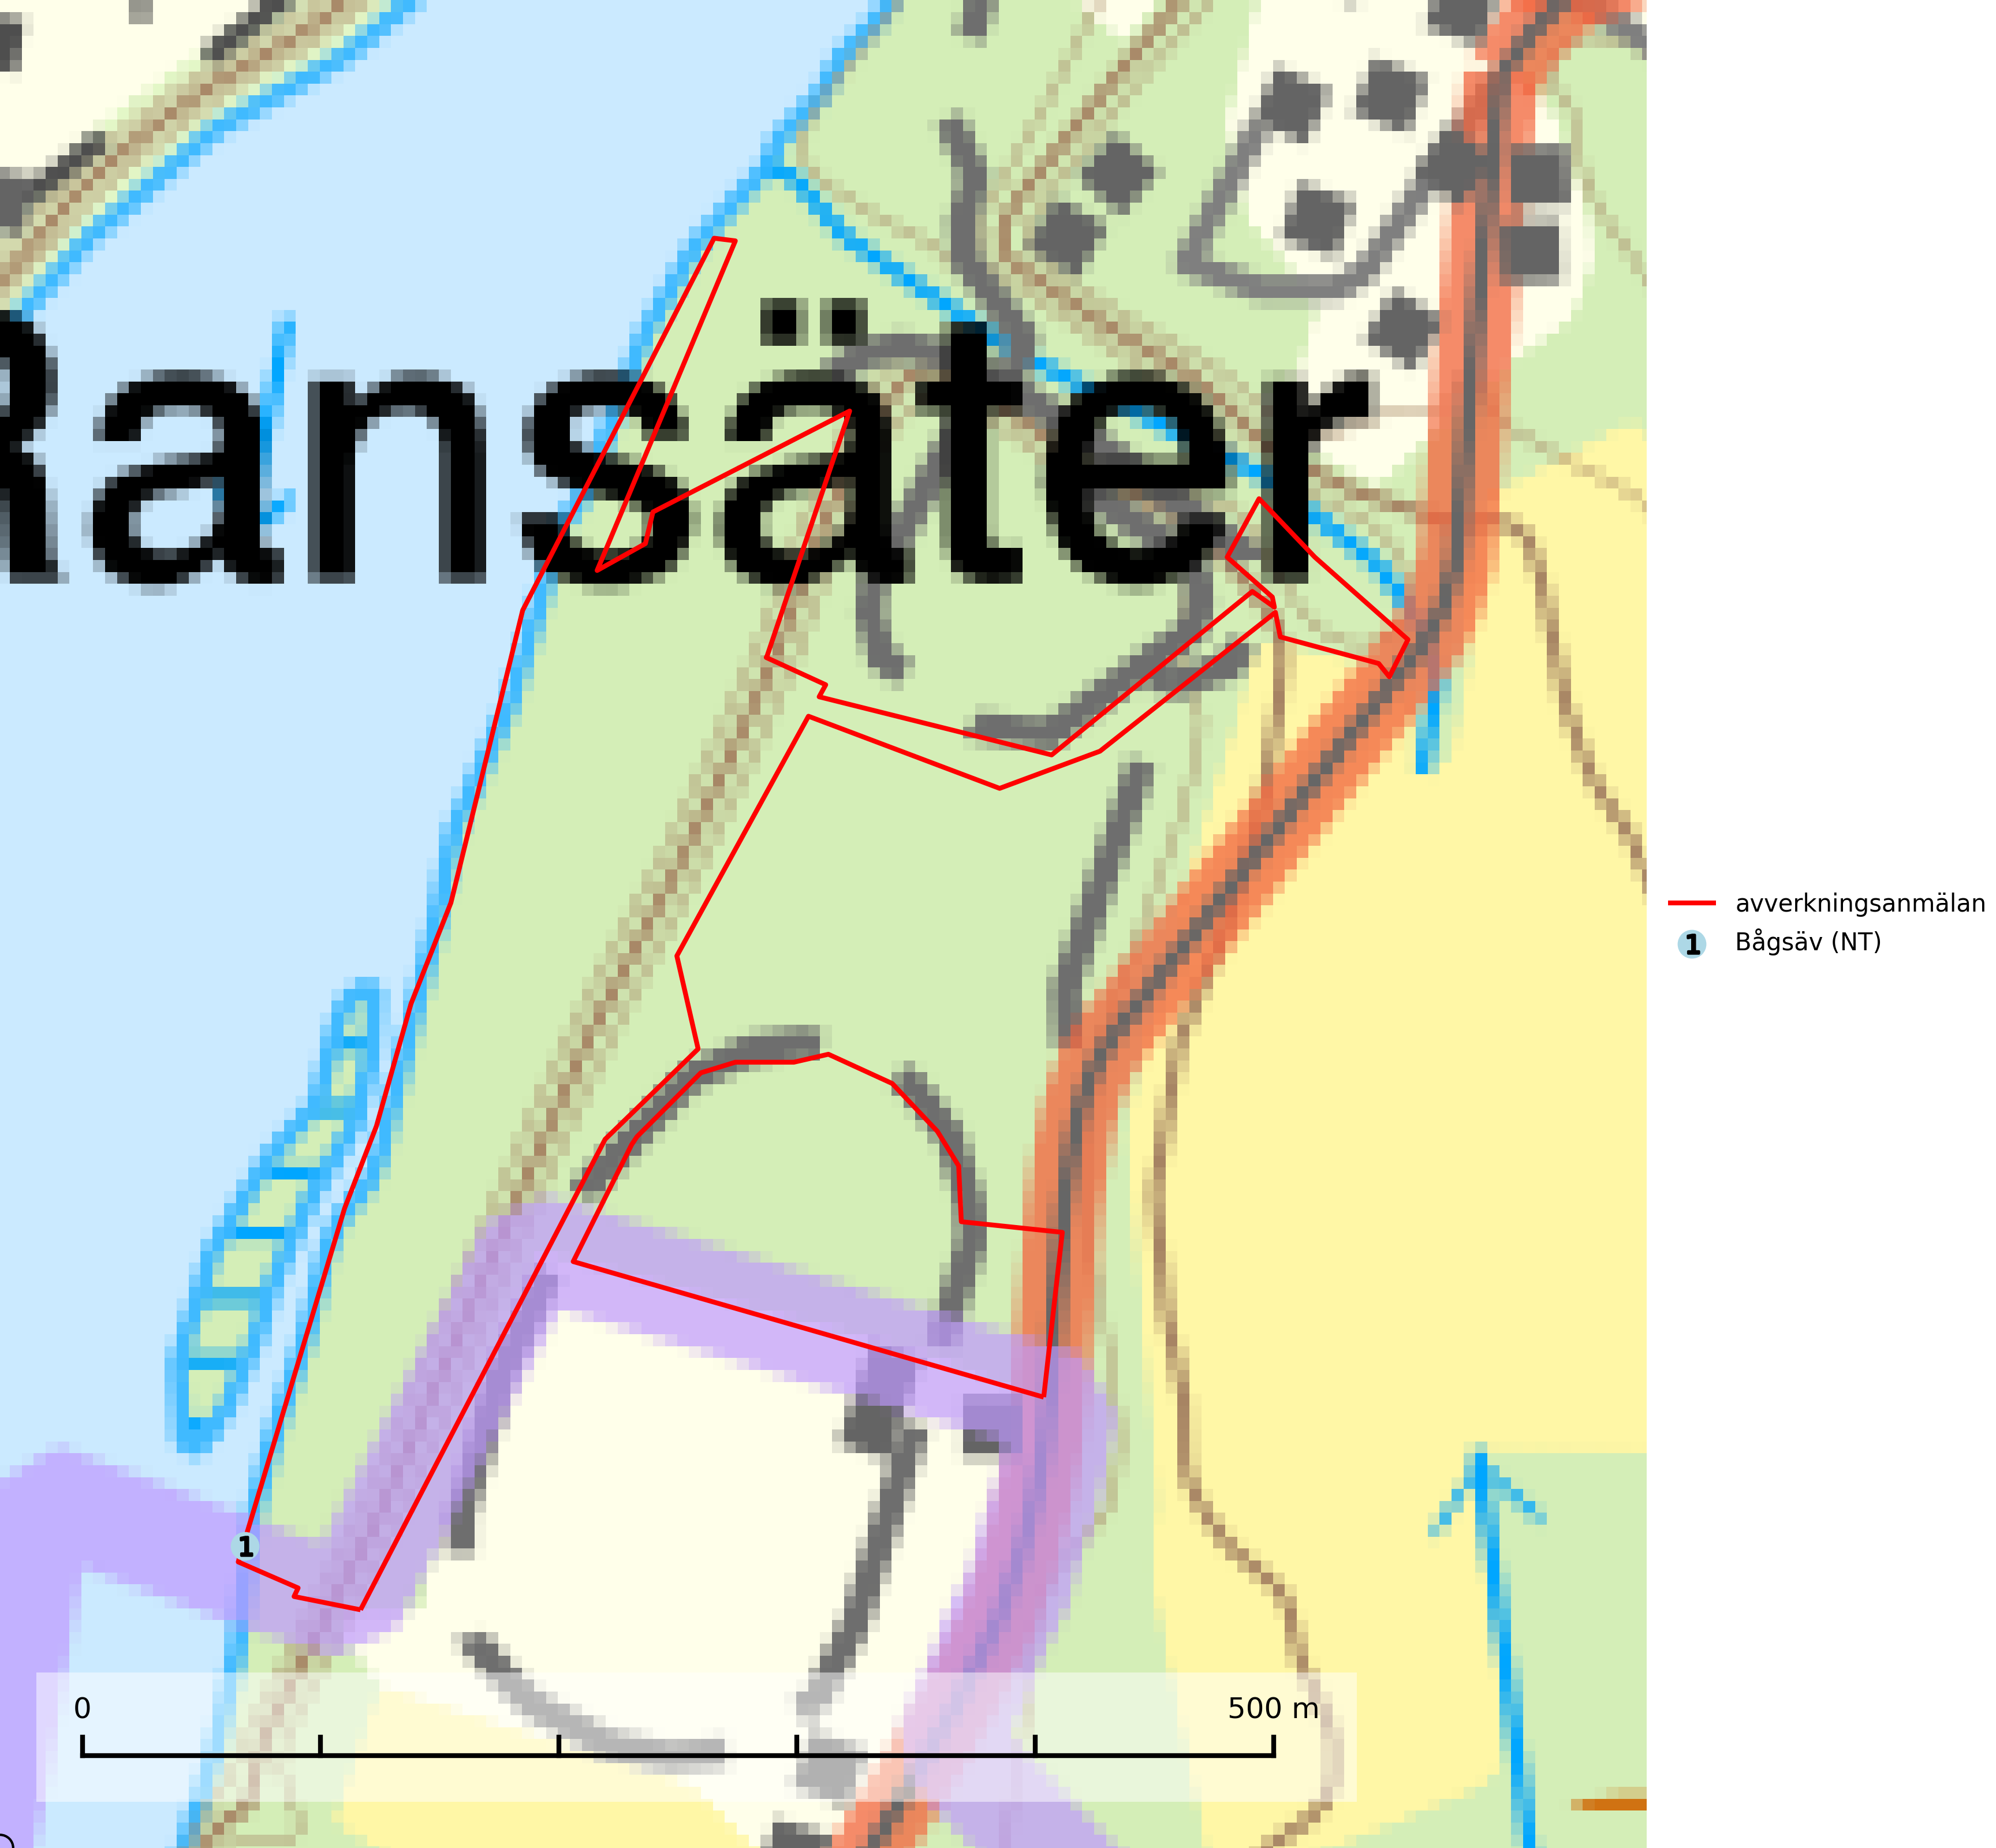 Ransäter
avverkningsanmälan
1 Bågsäv (NT)
1
0 500 m